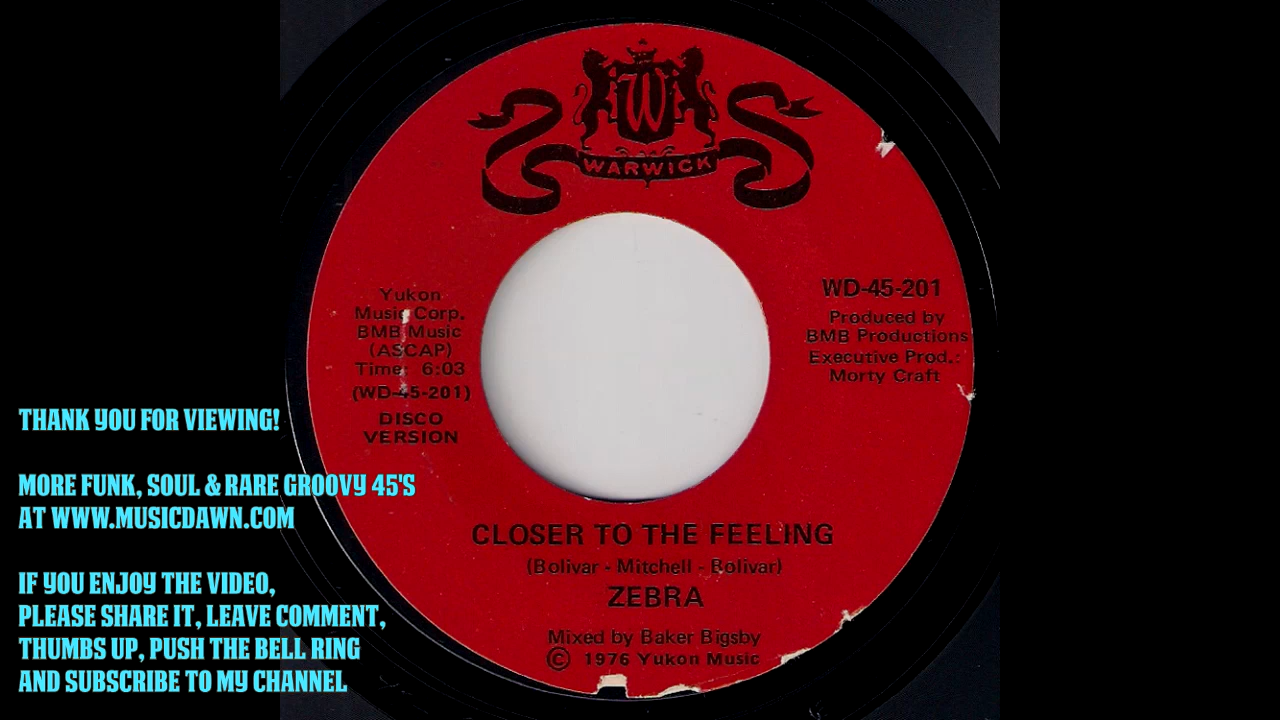 W
WARWICK
Yukon
Music Corp.
BMB Music
(ASCAP)
Time: 6:03
(WD-45-201)
DISCO
VERSION
WD-45-201
Produced by
BMB Productions
Executive Prod.:
Morty Craft
CLOSER TO THE FEELING
(Bolivar - Mitchell - Bolivar)
ZEBRA
Mixed by Baker Bigsby
© 1976 Yukon Music
THANK YOU FOR VIEWING!
MORE FUNK, SOUL & RARE GROOVY 45'S
AT WWW.MUSICDAWN.COM
IF YOU ENJOY THE VIDEO,
PLEASE SHARE IT, LEAVE COMMENT,
THUMBS UP, PUSH THE BELL RING
AND SUBSCRIBE TO MY CHANNEL